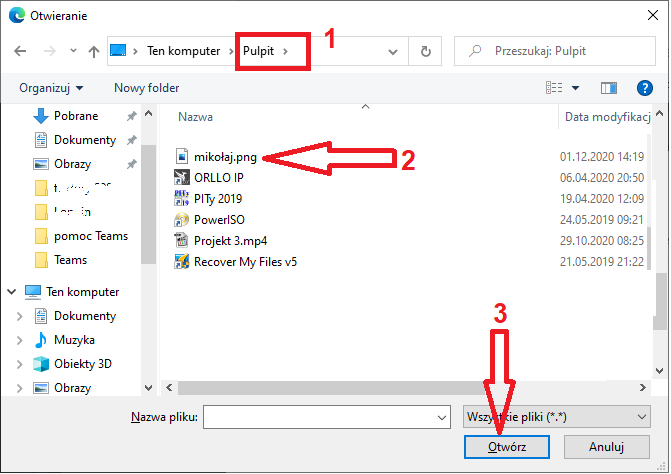 Otwieranie
Ten komputer > Pulpit > 1
Przeszukaj: Pulpit
Organizuj
Nowy folder
Pobrane
Dokumenty
Obrazy
pomoc Teams
Teams
Ten komputer
Dokumenty
Muzyka
Obiekty 3D
Obrazy
Nazwa
Data modyfikacj
mikołaj.png 01.12.2020 14:19
2
ORLLO IP 06.04.2020 20:50
PITy 2019 19.04.2020 12:09
PowerISO 24.05.2019 09:21
Projekt 3.mp4 29.10.2020 08:25
Recover My Files v5 21.05.2019 21:22
3
Nazwa pliku:
Wszystkie pliki (*.*)
Otwórz
Anuluj